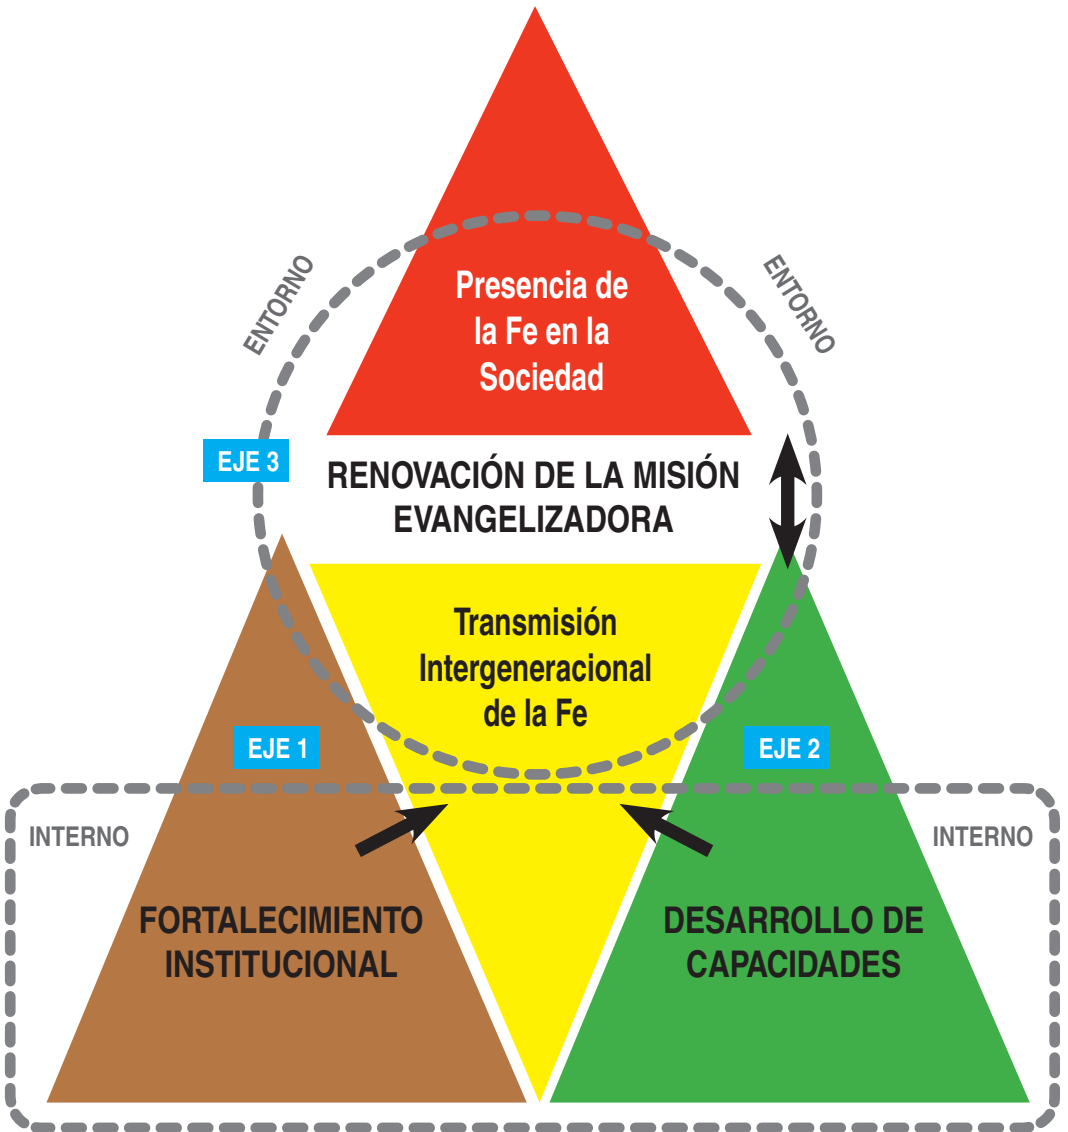 Presencia de
la Fe en la
Sociedad
ENTORNO
ENTORNO
EJE 3
RENOVACIÓN DE LA MISIÓN
EVANGELIZADORA
Transmisión
Intergeneracional
de la Fe
EJE 1
EJE 2
INTERNO
INTERNO
FORTALECIMIENTO
INSTITUCIONAL
DESARROLLO DE
CAPACIDADES